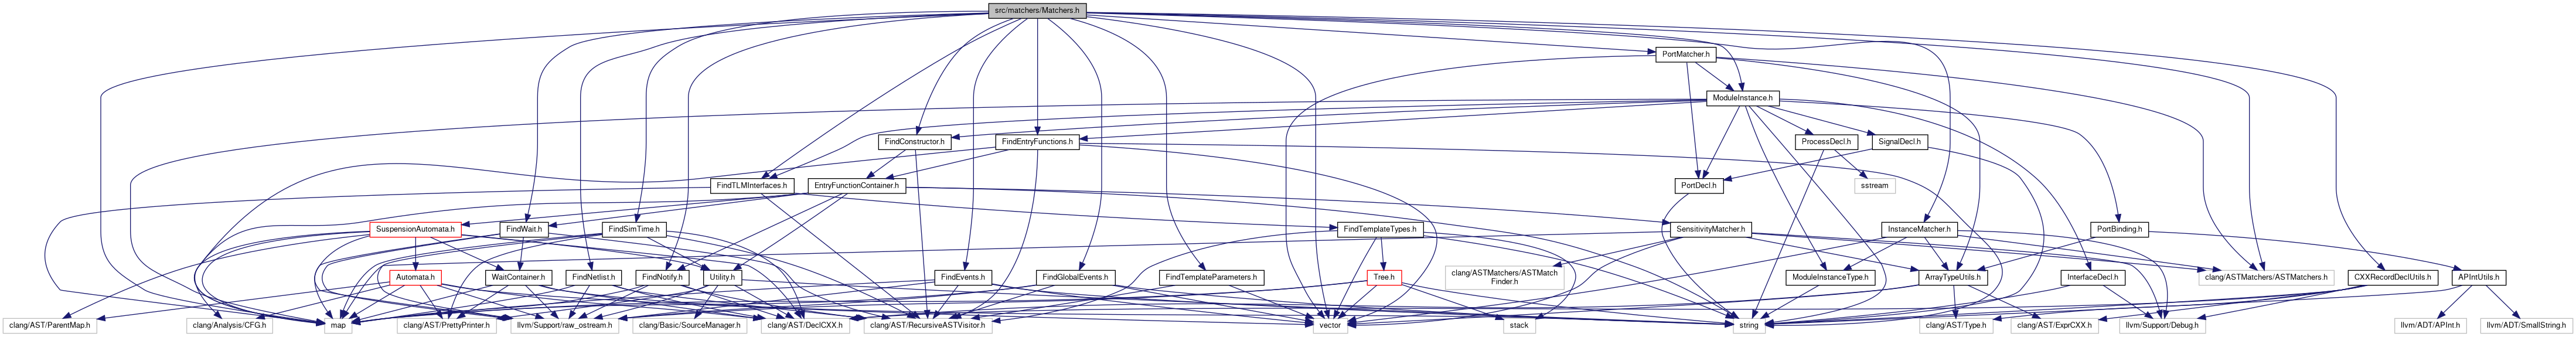 src/matchers/Matchers.h
PortMatcher.h
ModuleInstance.h
FindConstructor.h
FindEntryFunctions.h
ProcessDecl.h
SignalDecl.h
FindTLMInterfaces.h
EntryFunctionContainer.h
PortDecl.h
sstream
SuspensionAutomata.h
FindWait.h
FindSimTime.h
FindTemplateTypes.h
SensitivityMatcher.h
InstanceMatcher.h
PortBinding.h
Automata.h
WaitContainer.h
FindNetlist.h
FindNotify.h
Utility.h
FindEvents.h
FindGlobalEvents.h
FindTemplateParameters.h
Tree.h
clang/ASTMatchers/ASTMatch
Finder.h
ModuleInstanceType.h
ArrayTypeUtils.h
InterfaceDecl.h
clang/ASTMatchers/ASTMatchers.h
CXXRecordDeclUtils.h
APIntUtils.h
clang/AST/ParentMap.h
clang/Analysis/CFG.h
map
clang/AST/PrettyPrinter.h
llvm/Support/raw_ostream.h
clang/Basic/SourceManager.h
clang/AST/DeclCXX.h
clang/AST/RecursiveASTVisitor.h
vector
stack
string
clang/AST/Type.h
clang/AST/ExprCXX.h
llvm/Support/Debug.h
llvm/ADT/APInt.h
llvm/ADT/SmallString.h